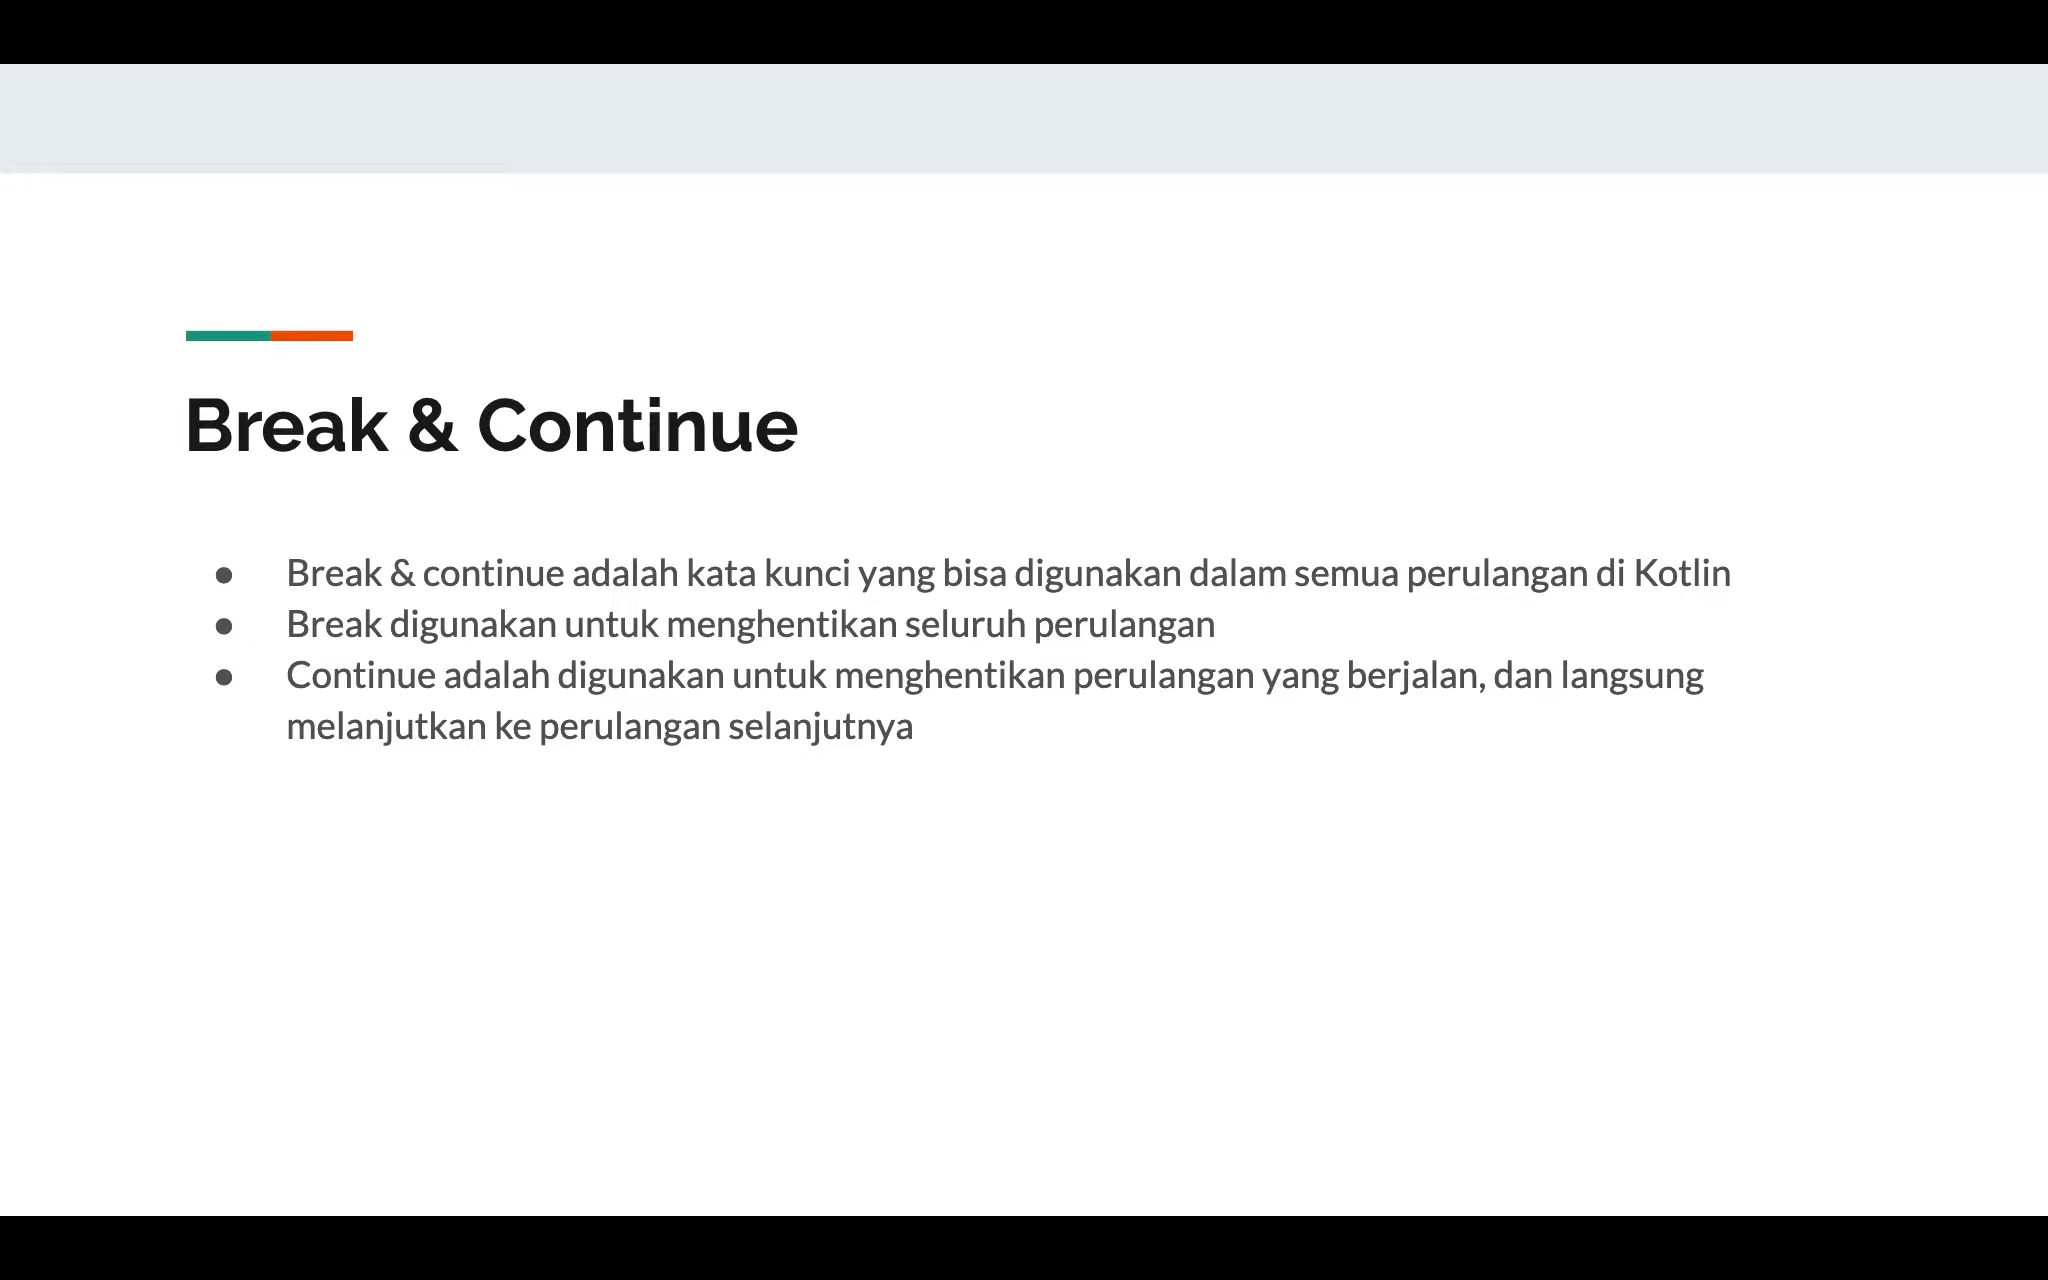 Break & Continue
● Break & continue adalah kata kunci yang bisa digunakan dalam semua perulangan di Kotlin
● Break digunakan untuk menghentikan seluruh perulangan
● Continue adalah digunakan untuk menghentikan perulangan yang berjalan, dan langsung
melanjutkan ke perulangan selanjutnya